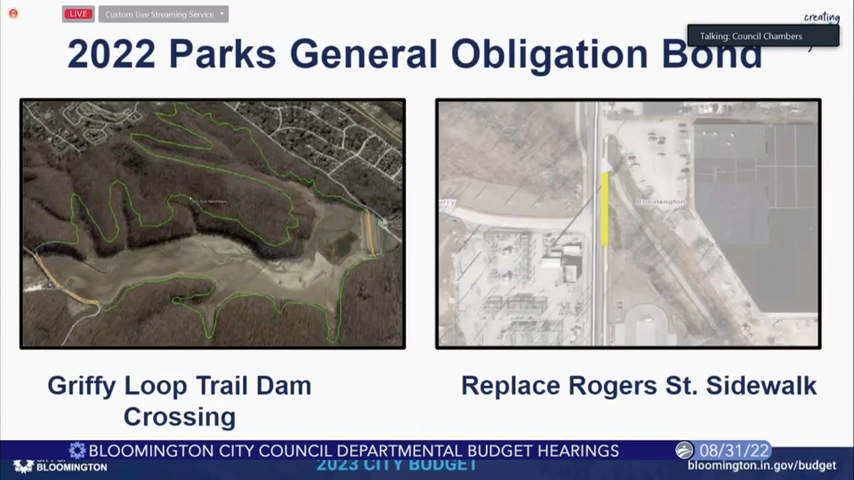 LIVE
Custom Live Streaming Service
creating
Talking: Council Chambers
2022 Parks General Obligation Bond
Bloomington
Griffy Loop Trail Dam
Crossing
Replace Rogers St. Sidewalk
BLOOMINGTON CITY COUNCIL DEPARTMENTAL BUDGET HEARINGS
08/31/22
BLOOMINGTON
2023 CITY BUDGET
bloomington.in.gov/budget